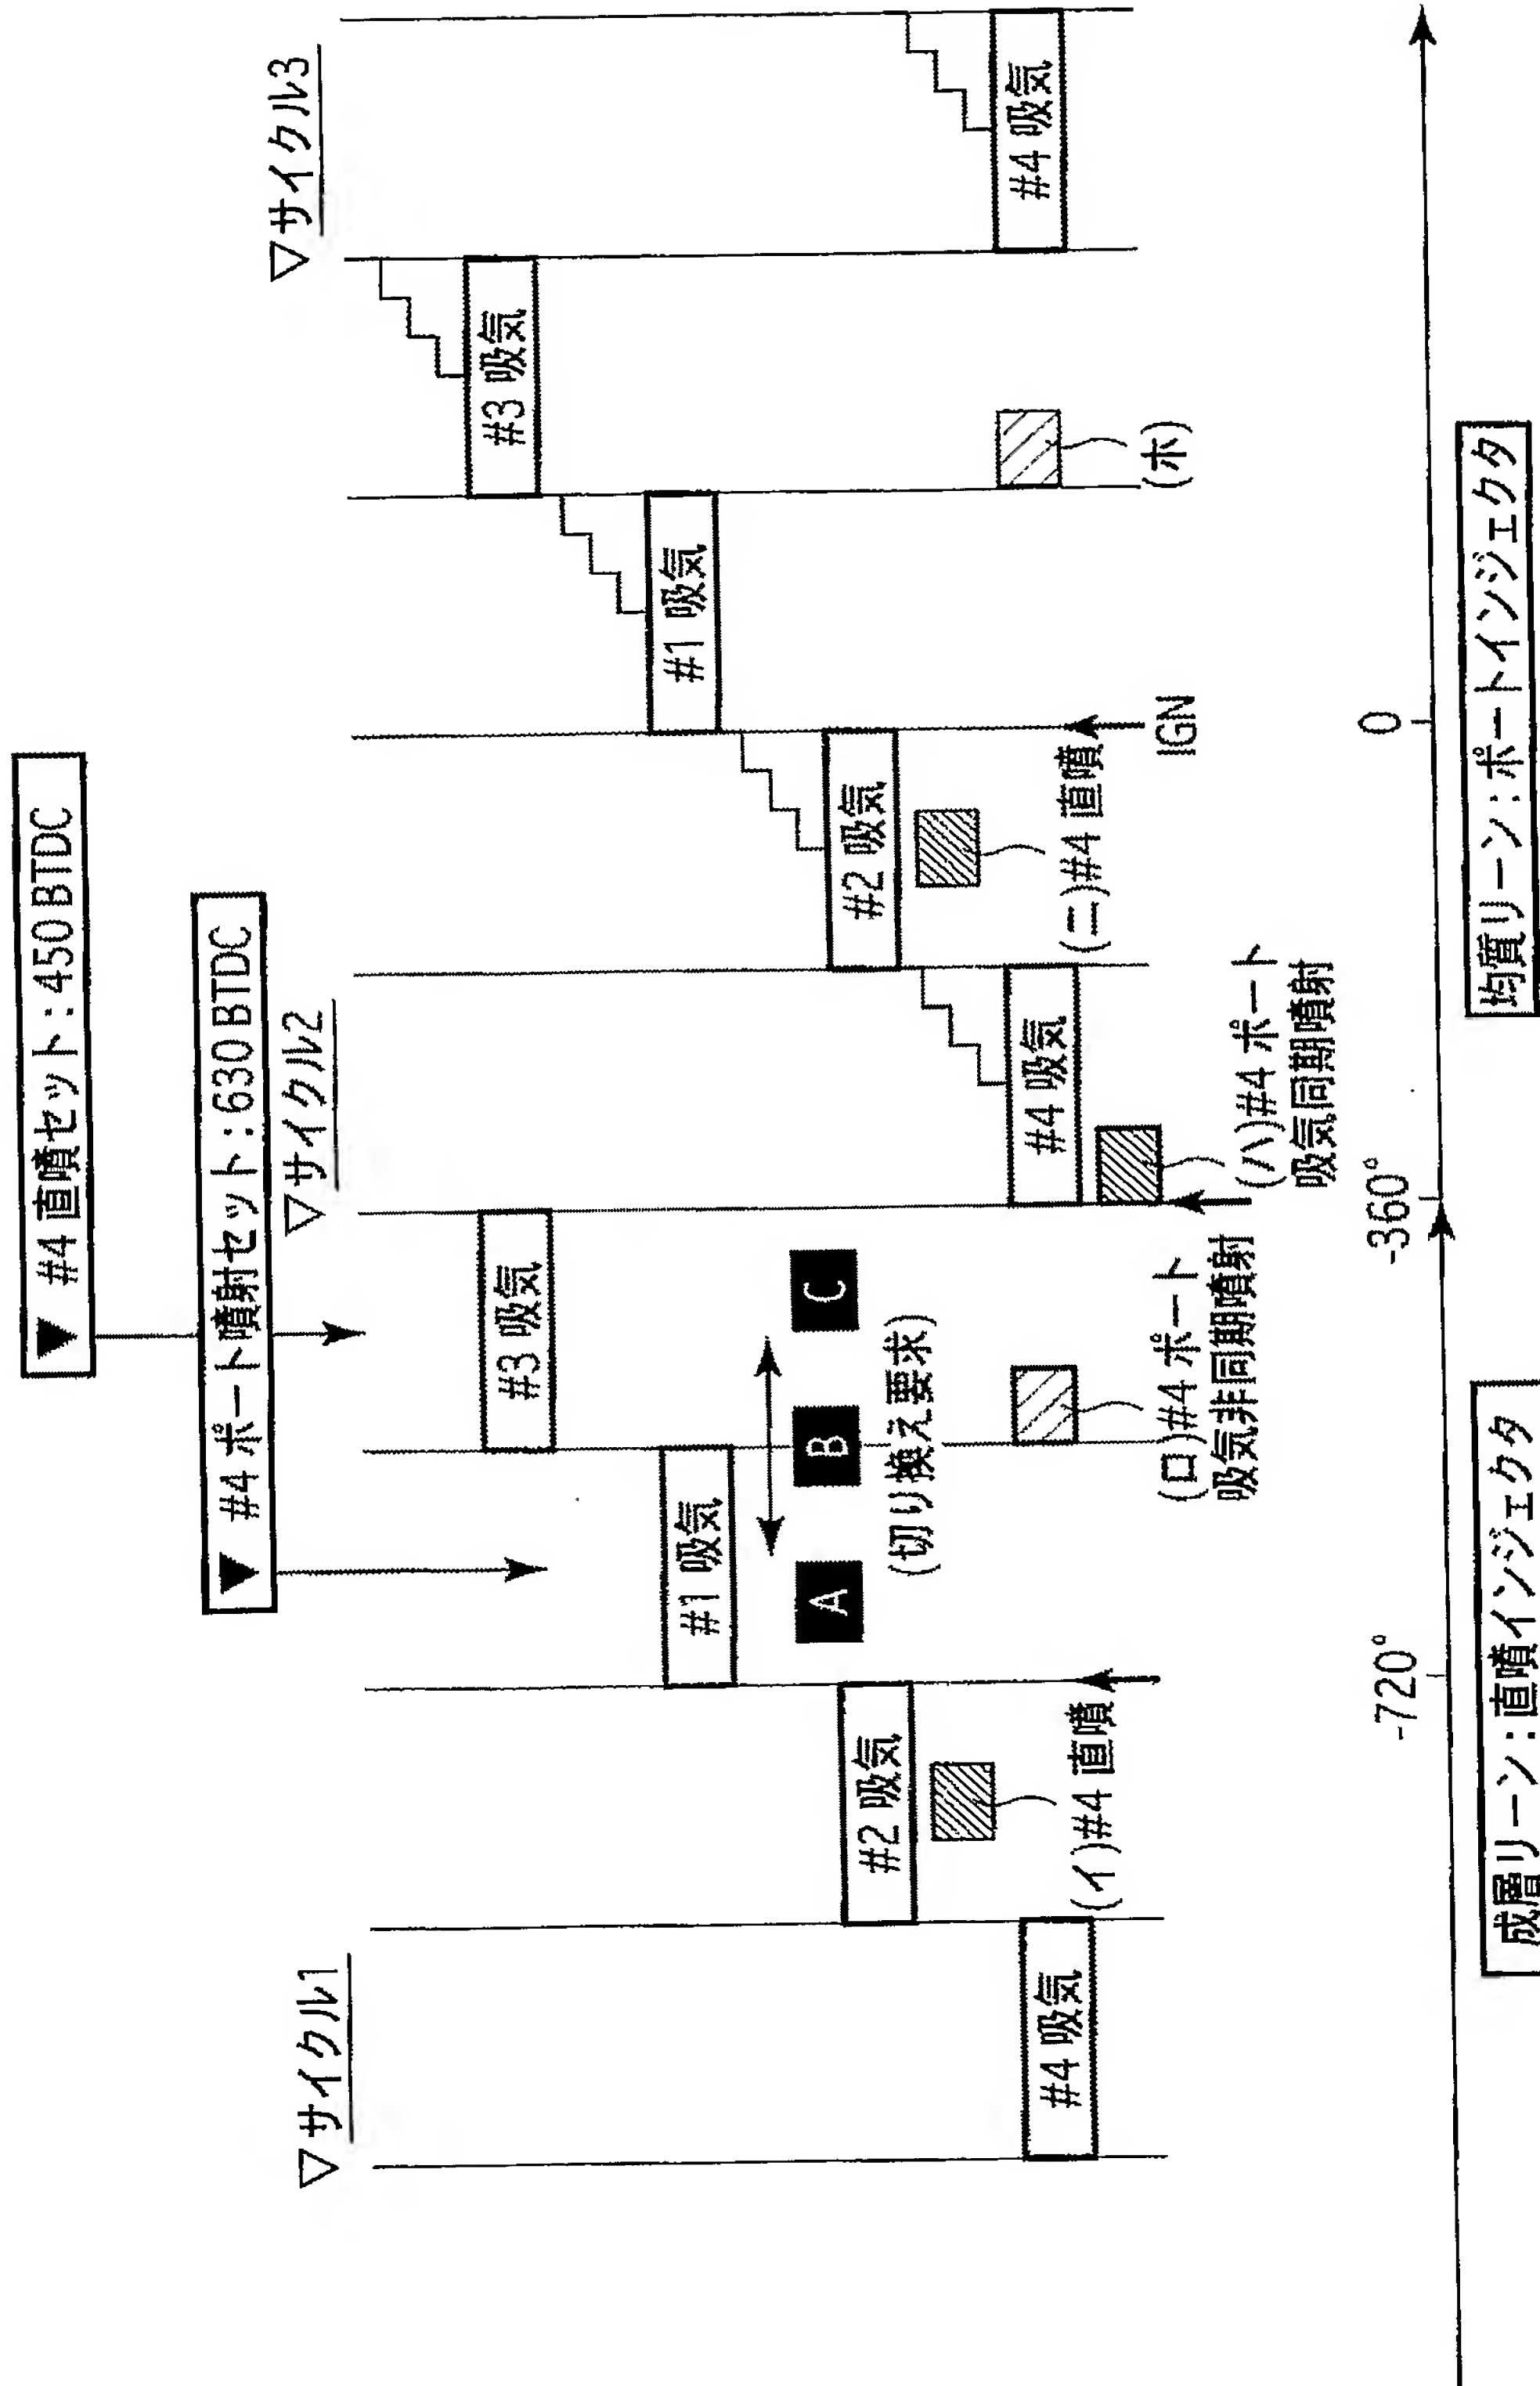 ▼ #4 直噴セット:450BTDC
▼ #4 ポート噴射セット:630BTDC
▽サイクル1
▽サイクル2
▽サイクル3
#3 吸気
#3 吸気
#1 吸気
#1 吸気
A
B
C
(切り換え要求)
#2 吸気
#2 吸気
#4 吸気
#4 吸気
#4 吸気
(イ)#4 直噴
(ロ)#4 ポート
吸気非同期噴射
(ハ)#4 ポート
吸気同期噴射
(ニ)#4 直噴
IGN
(ホ)
-720°
-360°
0
成層リーン:直噴インジェクタ
均質リーン:ポートインジェクタ